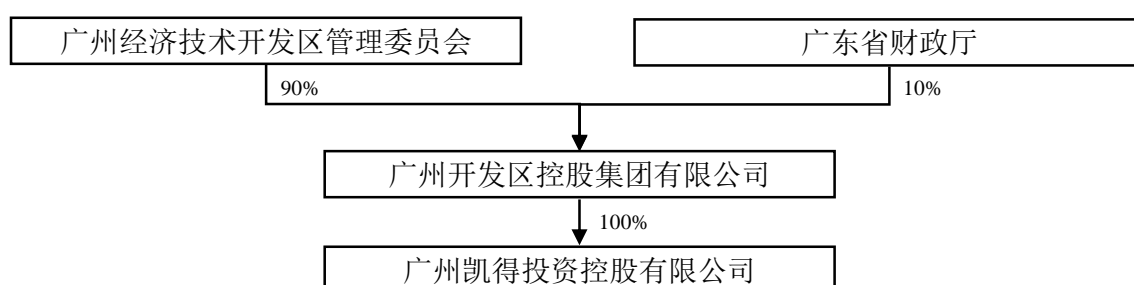 广州经济技术开发区管理委员会
广东省财政厅
90%
10%
广州开发区控股集团有限公司
100%
广州凯得投资控股有限公司